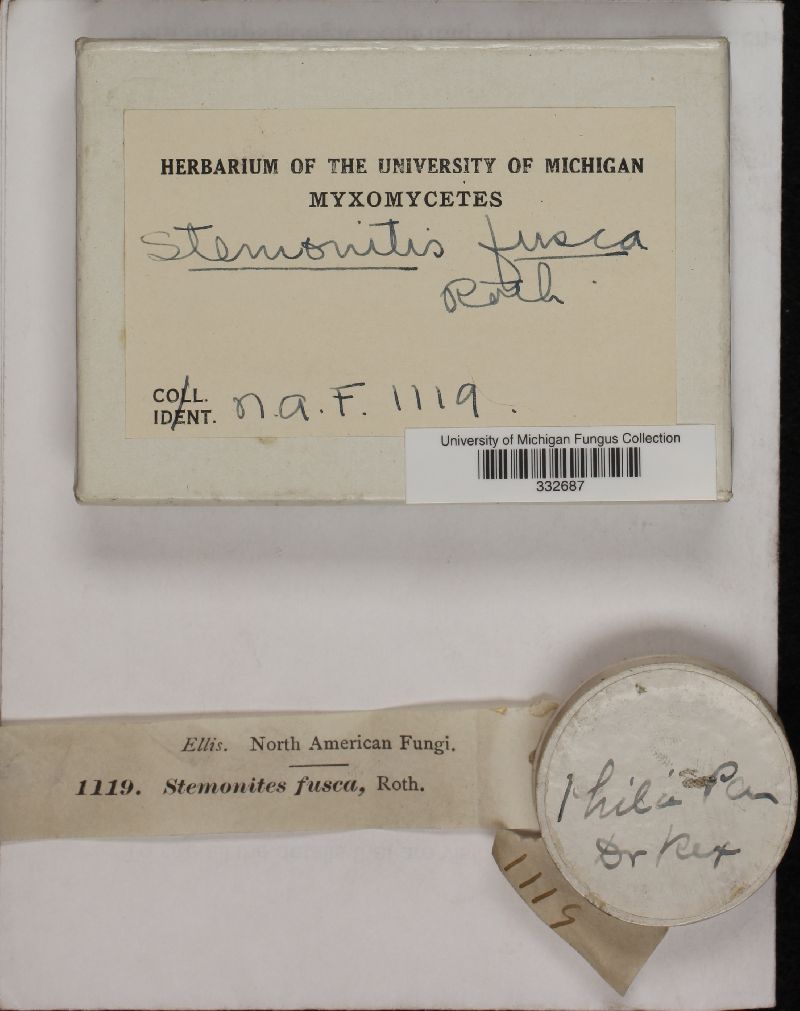 HERBARIUM OF THE UNIVERSITY OF MICHIGAN
MYXOMYCETES
Stemonitis fusca
Roth
COLL.
IDENT. N.A.F. 1119.
University of Michigan Fungus Collection
332687
Ellis. North American Fungi.
1119. Stemonites fusca, Roth.
Phila
Dr Rex
1119